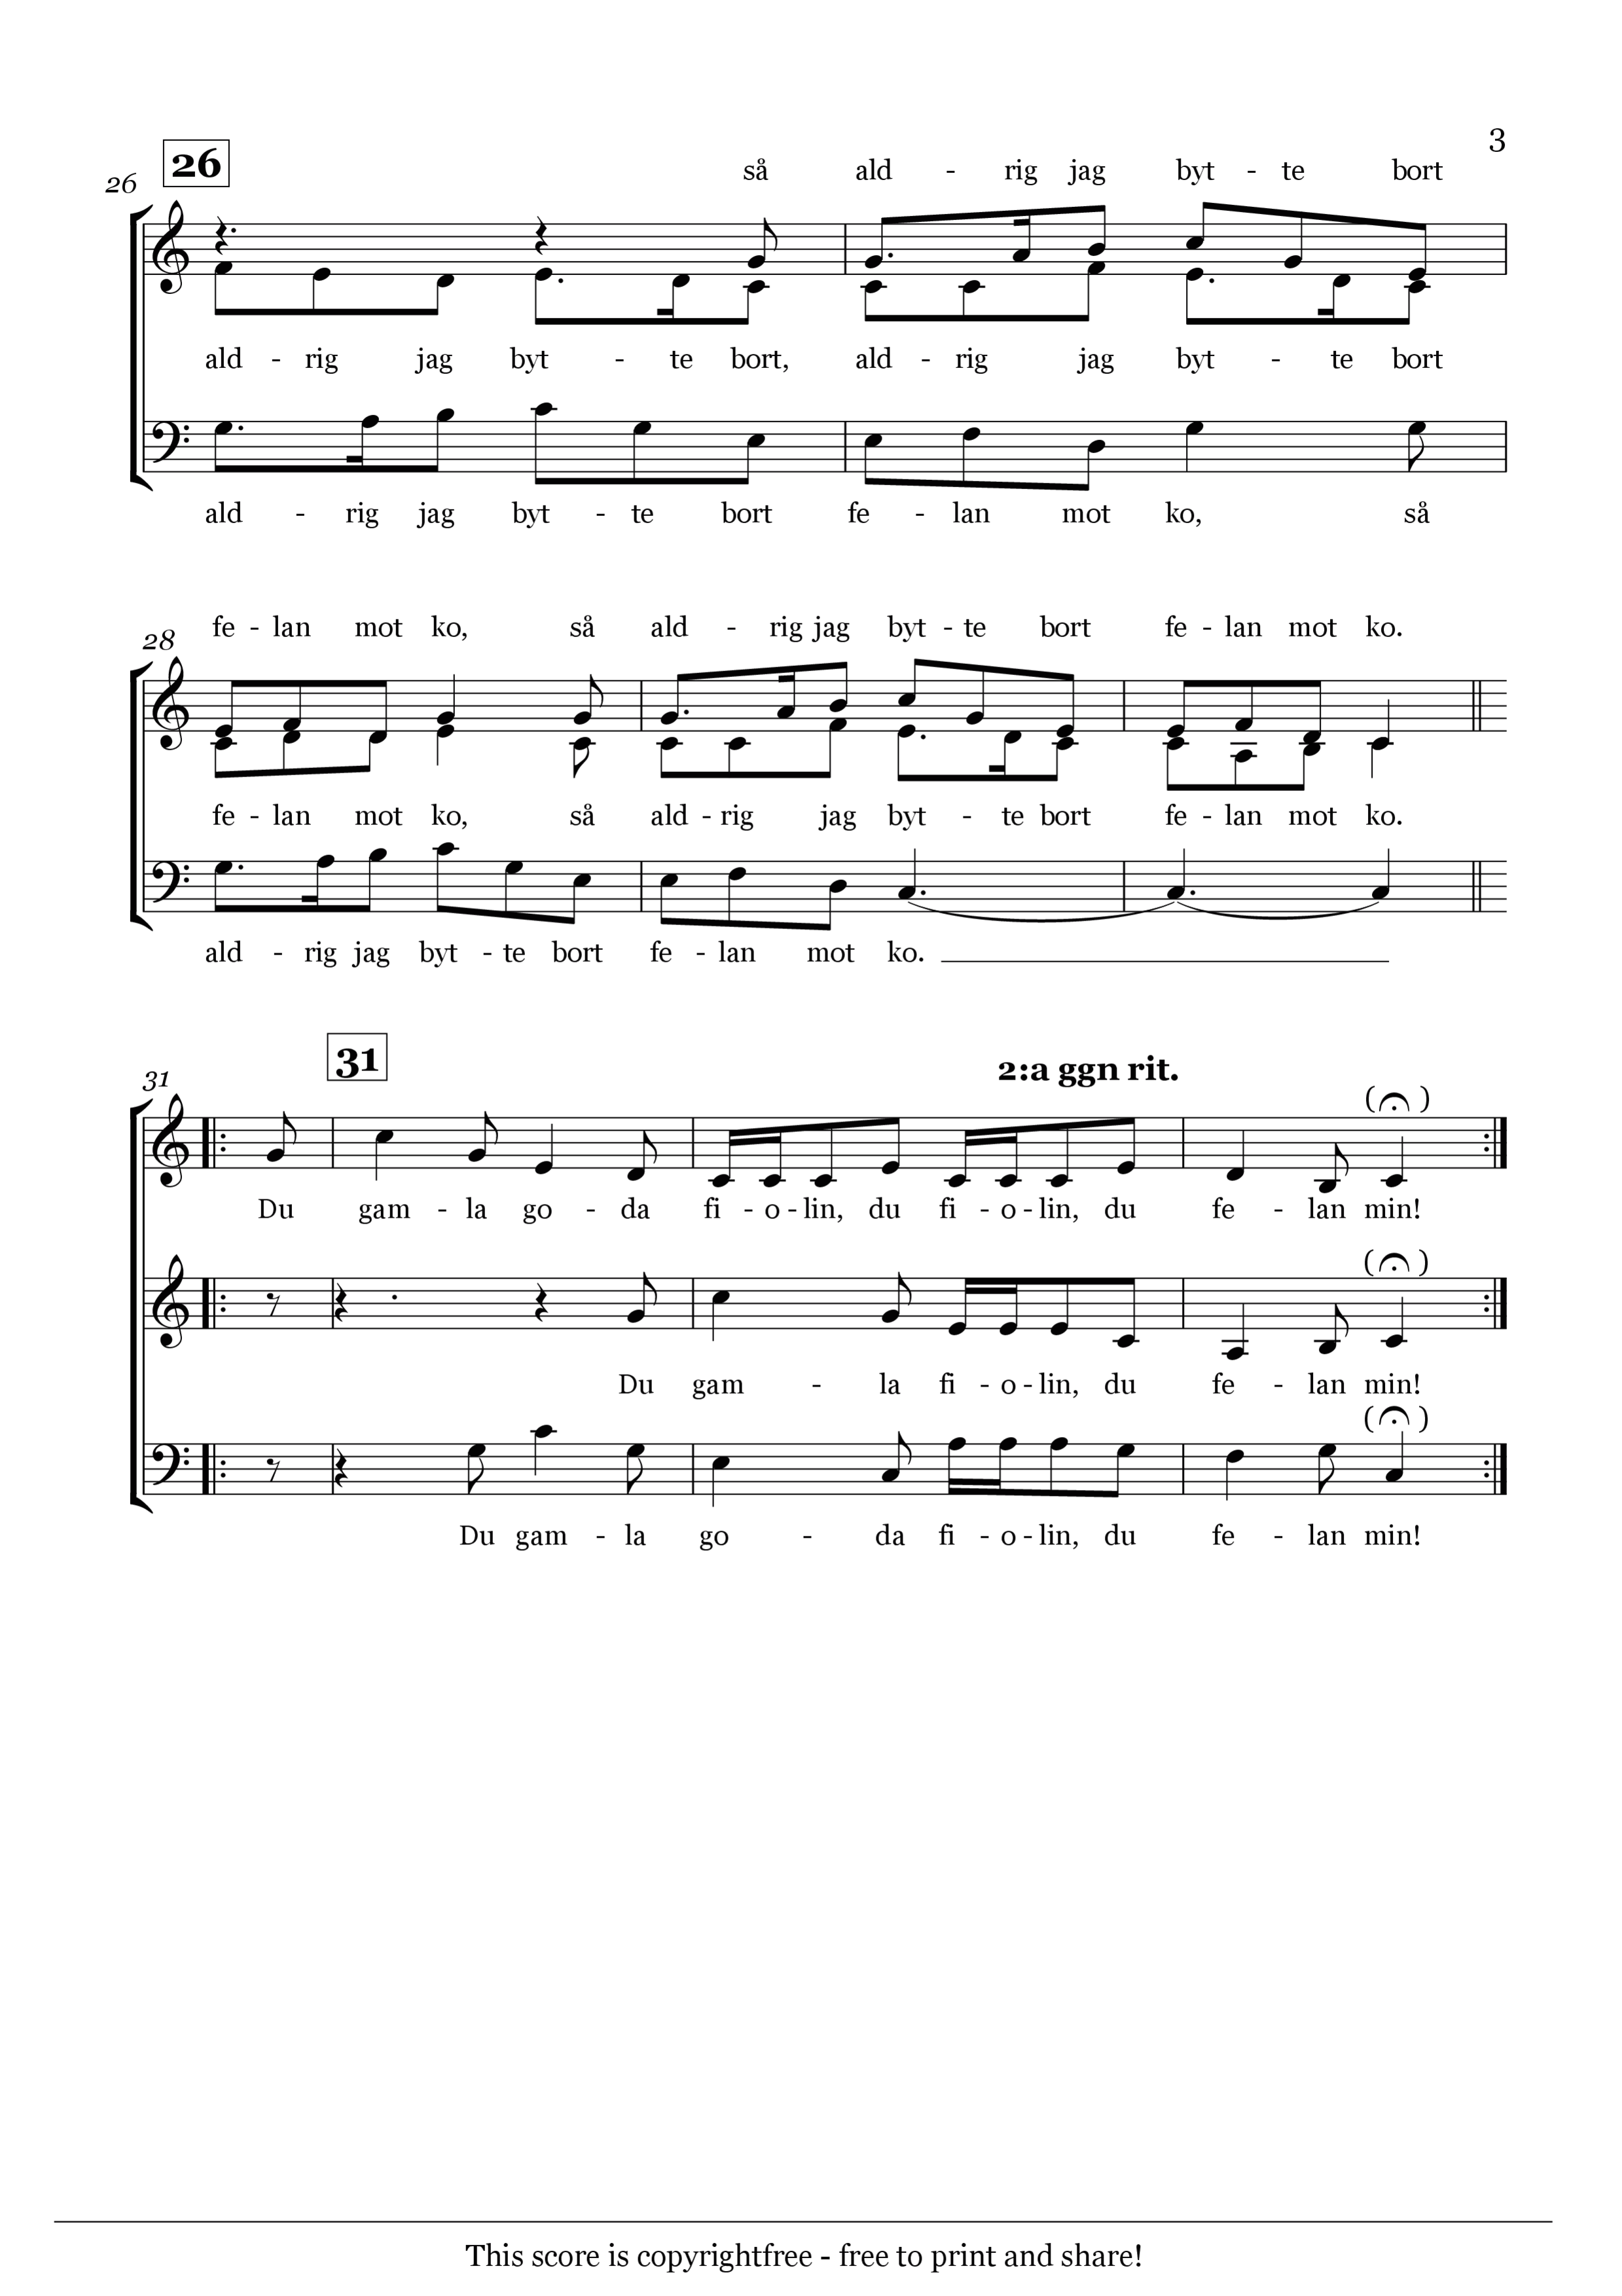 3
26
26
så ald - rig jag byt - te bort
ald - rig jag byt - te bort, ald - rig jag byt - te bort
ald - rig jag byt - te bort fe - lan mot ko, så
28
fe - lan mot ko, så ald - rig jag byt - te bort fe - lan mot ko.
fe - lan mot ko, så ald - rig jag byt - te bort fe - lan mot ko.
ald - rig jag byt - te bort fe - lan mot ko.
31
31
2:a ggn rit.
Du gam - la go - da fi - o - lin, du fi - o - lin, du fe - lan min!
Du gam - la fi - o - lin, du fe - lan min!
Du gam - la go - da fi - o - lin, du fe - lan min!
This score is copyrightfree - free to print and share!